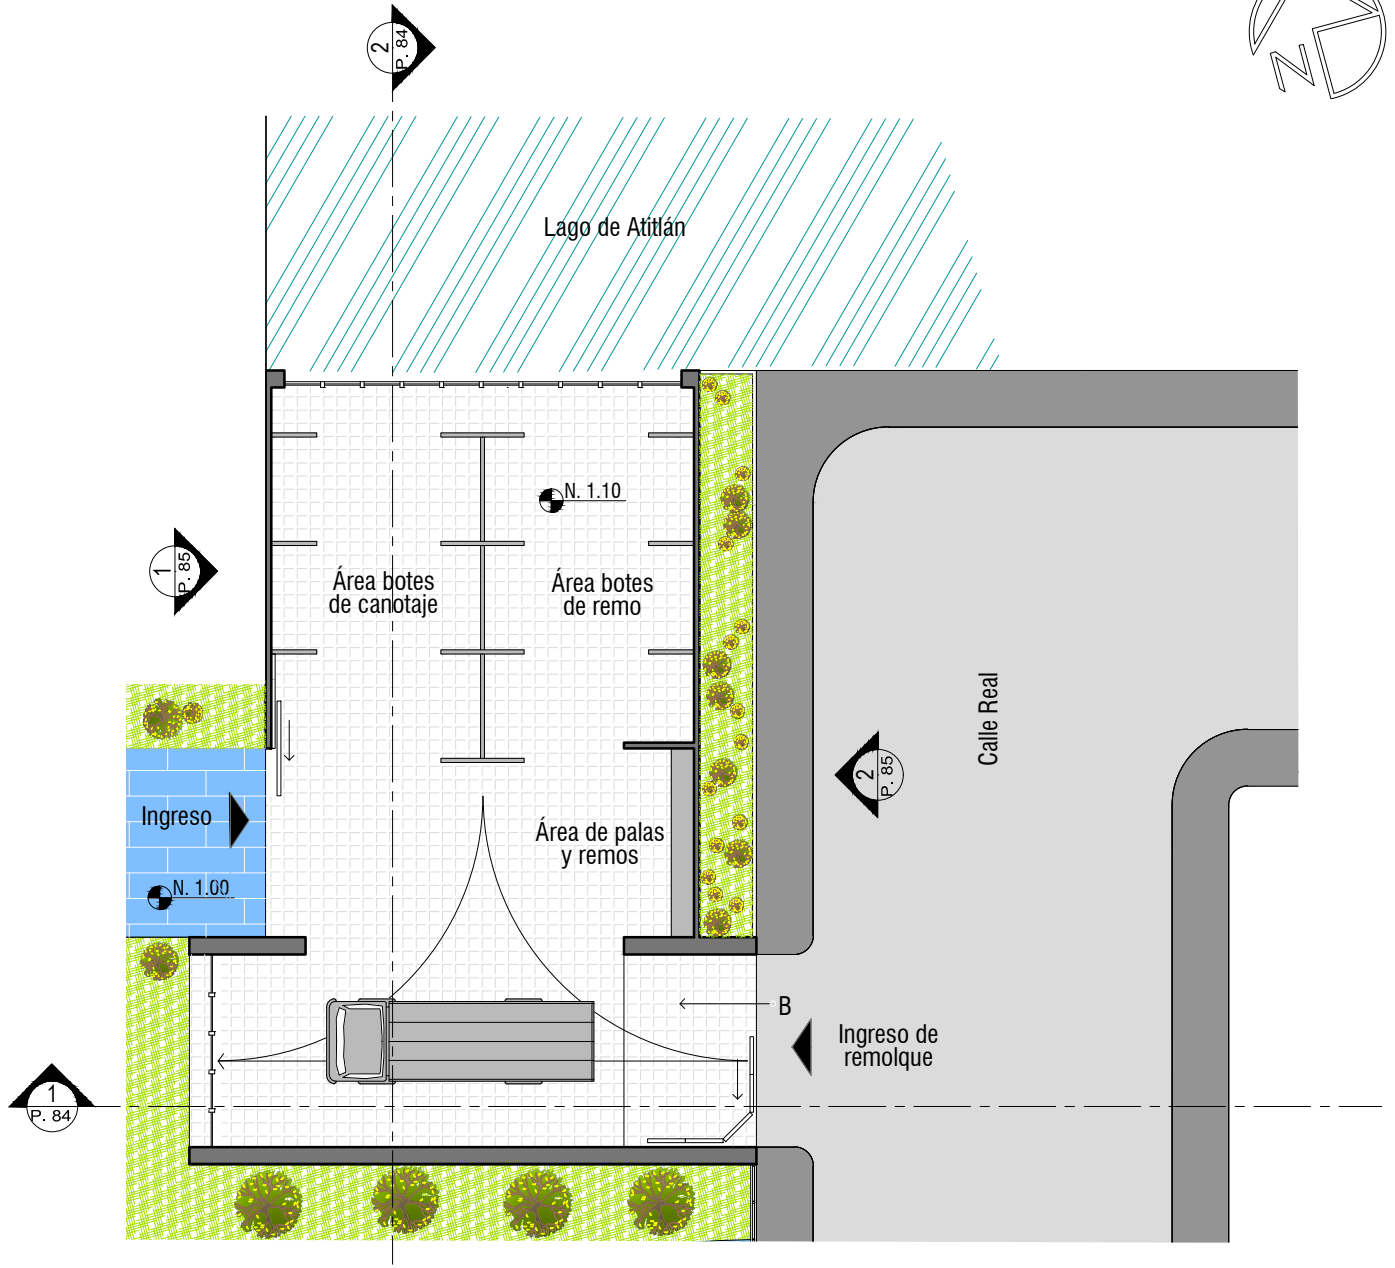 2
P. 84
N
Lago de Atitlán
N. 1.10
1
P. 85
Área botes
de canotaje
Área botes
de remo
Calle Real
2
P. 85
Ingreso
Área de palas
y remos
N. 1.00
B
Ingreso de
remolque
1
P. 84